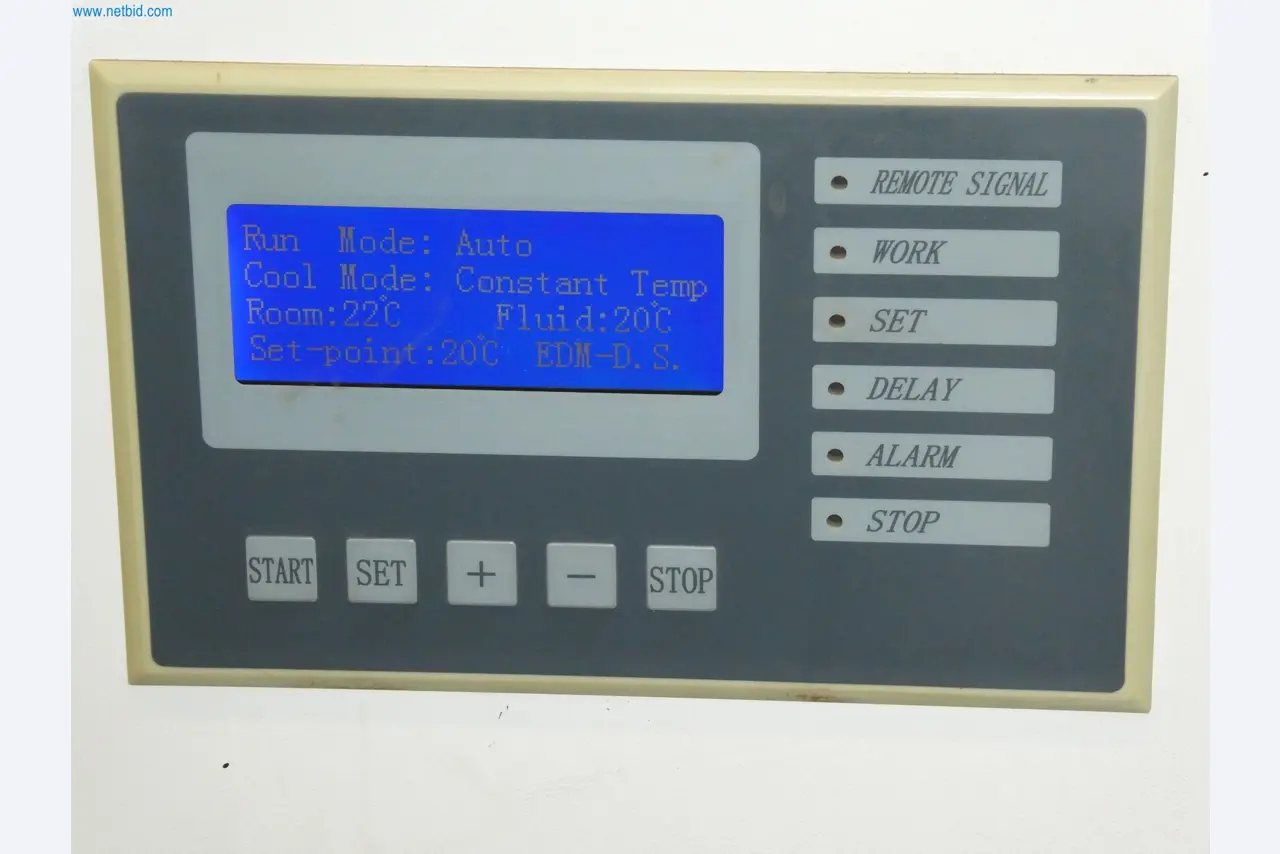 www.netbid.com
Run Mode: Auto
Cool Mode: Constant Temp
Room:22℃ Fluid:20℃
Set-point:20℃ EDM-D.S.
REMOTE SIGNAL
WORK
SET
DELAY
ALARM
STOP
START SET + − STOP